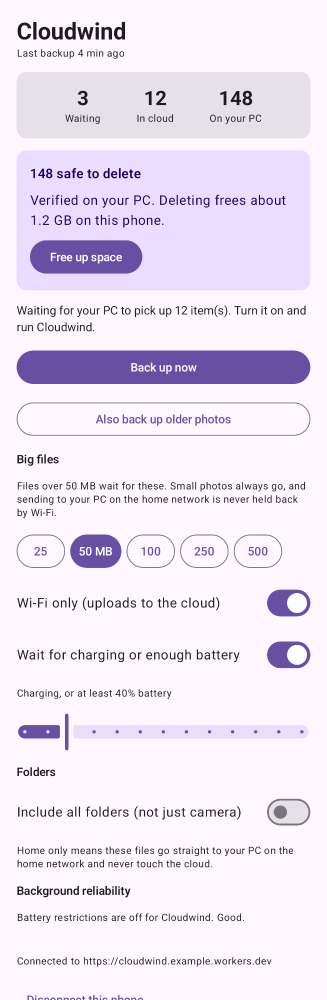 Cloudwind
Last backup 4 min ago
3 12 148
Waiting In cloud On your PC
148 safe to delete
Verified on your PC. Deleting frees about
1.2 GB on this phone.
Free up space
Waiting for your PC to pick up 12 item(s). Turn it on and
run Cloudwind.
Back up now
Also back up older photos
Big files
Files over 50 MB wait for these. Small photos always go, and
sending to your PC on the home network is never held back
by Wi-Fi.
25 50 MB 100 250 500
Wi-Fi only (uploads to the cloud)
Wait for charging or enough battery
Charging, or at least 40% battery
Folders
Include all folders (not just camera)
Home only means these files go straight to your PC on the
home network and never touch the cloud.
Background reliability
Battery restrictions are off for Cloudwind. Good.
Connected to https://cloudwind.example.workers.dev
Disconnect this phone